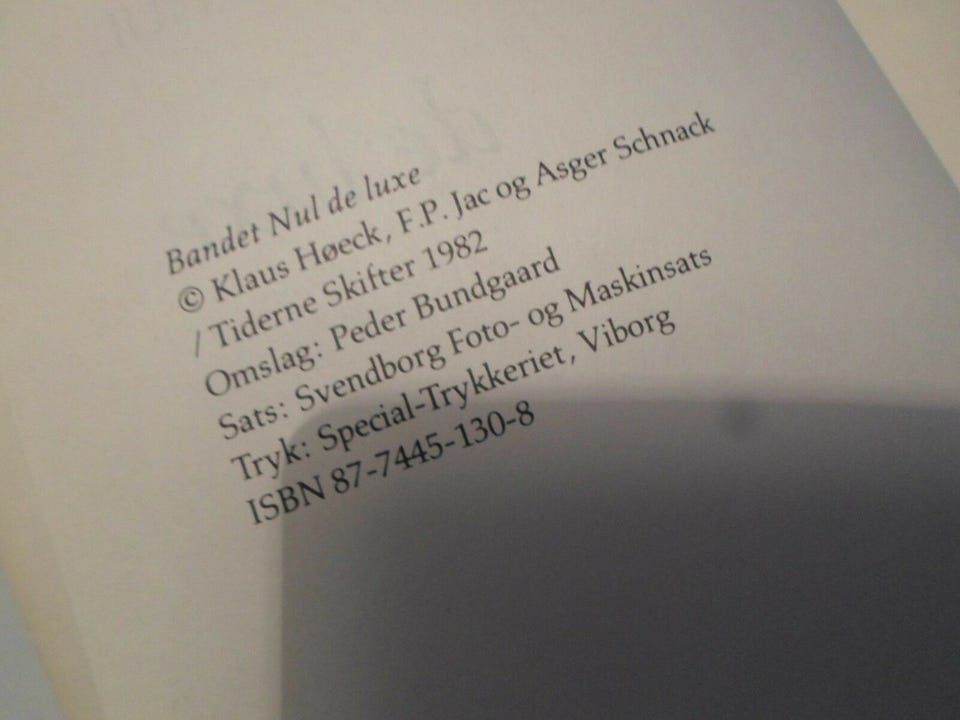 Bandet Nul de luxe
© Klaus Høeck, F.P. Jac og Asger Schnack
/ Tiderne Skifter 1982
Omslag: Peder Bundgaard
Sats: Svendborg Foto- og Maskinsats
Tryk: Special-Trykkeriet, Viborg
ISBN 87-7445-130-8